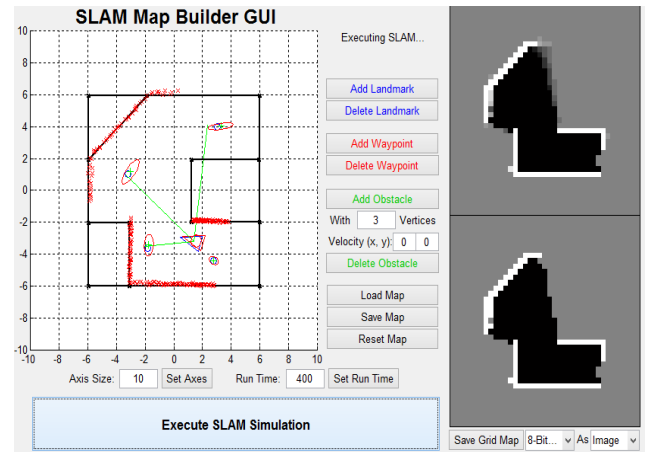 SLAM Map Builder GUI
Executing SLAM...
10
8
6
4
2
0
-2
-4
-6
-8
-10
-10 -8 -6 -4 -2 0 2 4 6 8 10
Add Landmark
Delete Landmark
Add Waypoint
Delete Waypoint
Add Obstacle
With 3 Vertices
Velocity (x, y): 0 0
Delete Obstacle
Load Map
Save Map
Reset Map
Axis Size: 10 Set Axes Run Time: 400 Set Run Time
Execute SLAM Simulation
Save Grid Map 8-Bit... As Image